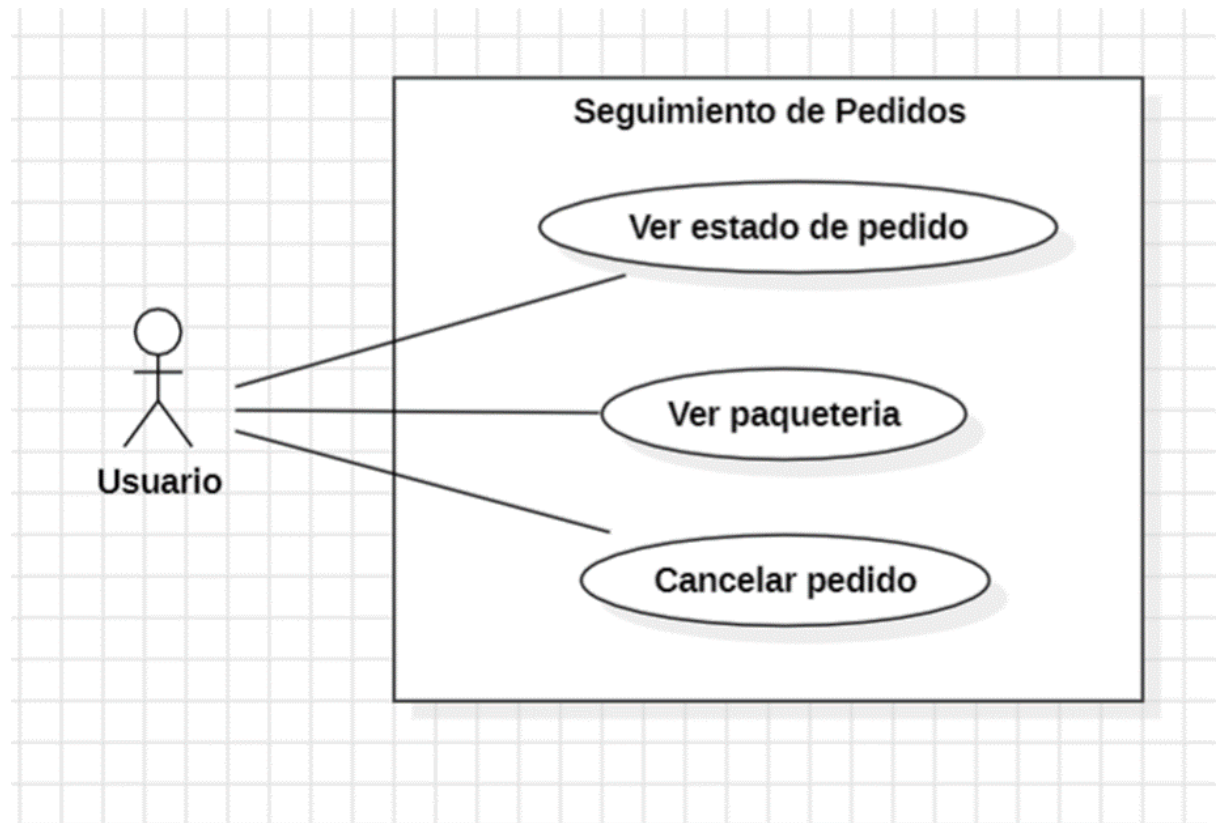 Seguimiento de Pedidos
Ver estado de pedido
Ver paqueteria
Usuario
Cancelar pedido